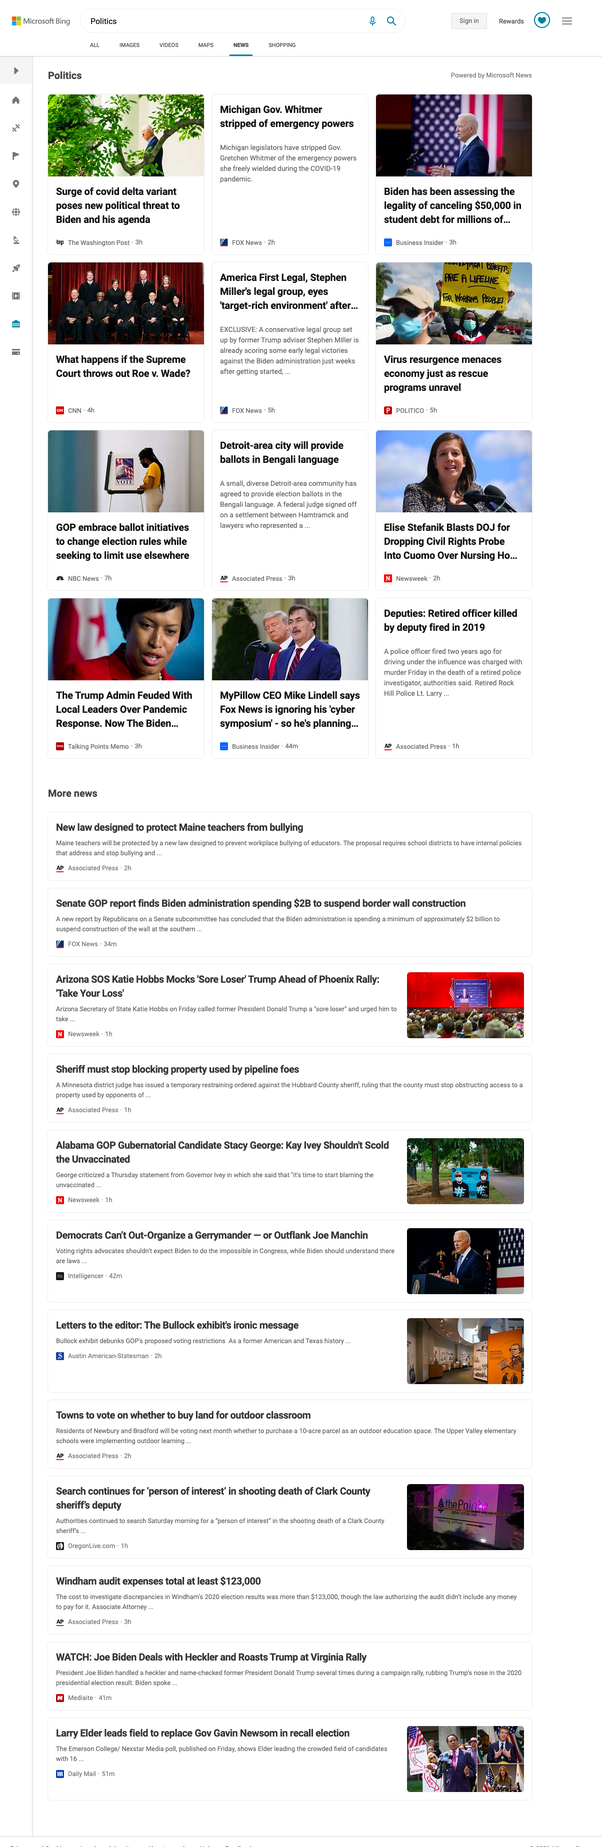 Microsoft Bing
Politics
Sign in
Rewards
ALL
IMAGES
VIDEOS
MAPS
NEWS
SHOPPING
Politics
Powered by Microsoft News
Surge of covid delta variant
poses new political threat to
Biden and his agenda
wp The Washington Post · 3h
Michigan Gov. Whitmer
stripped of emergency powers
Michigan legislators have stripped Gov.
Gretchen Whitmer of the emergency powers
she freely wielded during the COVID-19
pandemic.
FOX News · 2h
Biden has been assessing the
legality of canceling $50,000 in
student debt for millions of...
Business Insider · 3h
What happens if the Supreme
Court throws out Roe v. Wade?
CNN · 4h
America First Legal, Stephen
Miller's legal group, eyes
'target-rich environment' after...
EXCLUSIVE: A conservative legal group set
up by former Trump adviser Stephen Miller is
already scoring some early legal victories
against the Biden administration just weeks
after getting started, ...
FOX News · 5h
ARE A LIFELINE
FOR WORKING PEOPLE!
Virus resurgence menaces
economy just as rescue
programs unravel
P POLITICO · 5h
VOTE
GOP embrace ballot initiatives
to change election rules while
seeking to limit use elsewhere
NBC News · 7h
Detroit-area city will provide
ballots in Bengali language
A small, diverse Detroit-area community has
agreed to provide election ballots in the
Bengali language. A federal judge signed off
on a settlement between Hamtramck and
lawyers who represented a ...
AP Associated Press · 3h
Elise Stefanik Blasts DOJ for
Dropping Civil Rights Probe
Into Cuomo Over Nursing Ho...
N Newsweek · 2h
The Trump Admin Feuded With
Local Leaders Over Pandemic
Response. Now The Biden...
Talking Points Memo · 3h
MyPillow CEO Mike Lindell says
Fox News is ignoring his 'cyber
symposium' - so he's planning...
Business Insider · 44m
Deputies: Retired officer killed
by deputy fired in 2019
A police officer fired two years ago for
driving under the influence was charged with
murder Friday in the death of a retired police
investigator, authorities said. Retired Rock
Hill Police Lt. Larry ...
AP Associated Press · 1h
More news
New law designed to protect Maine teachers from bullying
Maine teachers will be protected by a new law designed to prevent workplace bullying of educators. The proposal requires school districts to have internal policies
that address and stop bullying and ...
AP Associated Press · 2h
Senate GOP report finds Biden administration spending $2B to suspend border wall construction
A new report by Republicans on a Senate subcommittee has concluded that the Biden administration is spending a minimum of approximately $2 billion to
suspend construction of the wall at the southern ...
FOX News · 34m
Arizona SOS Katie Hobbs Mocks 'Sore Loser' Trump Ahead of Phoenix Rally:
'Take Your Loss'
Arizona Secretary of State Katie Hobbs on Friday called former President Donald Trump a "sore loser" and urged him to
take ...
N Newsweek · 1h
Sheriff must stop blocking property used by pipeline foes
A Minnesota district judge has issued a temporary restraining ordered against the Hubbard County sheriff, ruling that the county must stop obstructing access to a
property used by opponents of ...
AP Associated Press · 1h
Alabama GOP Gubernatorial Candidate Stacy George: Kay Ivey Shouldn't Scold
the Unvaccinated
George criticized a Thursday statement from Governor Ivey in which she said that "it's time to start blaming the
unvaccinated ...
N Newsweek · 1h
Democrats Can't Out-Organize a Gerrymander — or Outflank Joe Manchin
Voting rights advocates shouldn't expect Biden to do the impossible in Congress, while Biden should understand there
are laws ...
Intelligencer · 42m
Letters to the editor: The Bullock exhibit's ironic message
Bullock exhibit debunks GOP's proposed voting restrictions As a former American and Texas history ...
Austin American-Statesman · 2h
Towns to vote on whether to buy land for outdoor classroom
Residents of Newbury and Bradford will be voting next month whether to purchase a 10-acre parcel as an outdoor education space. The Upper Valley elementary
schools were implementing outdoor learning ...
AP Associated Press · 2h
Search continues for 'person of interest' in shooting death of Clark County
sheriff's deputy
Authorities continued to search Saturday morning for a "person of interest" in the shooting death of a Clark County
sheriff's ...
OregonLive.com · 1h
Windham audit expenses total at least $123,000
The cost to investigate discrepancies in Windham's 2020 election results was more than $123,000, though the law authorizing the audit didn't include any money
to pay for it. Associate Attorney ...
AP Associated Press · 3h
WATCH: Joe Biden Deals with Heckler and Roasts Trump at Virginia Rally
President Joe Biden handled a heckler and name-checked former President Donald Trump several times during a campaign rally, rubbing Trump's nose in the 2020
presidential election result. Biden spoke ...
Mediaite · 41m
Larry Elder leads field to replace Gov Gavin Newsom in recall election
The Emerson College/ Nexstar Media poll, published on Friday, shows Elder leading the crowded field of candidates
with 16 ...
Daily Mail · 51m